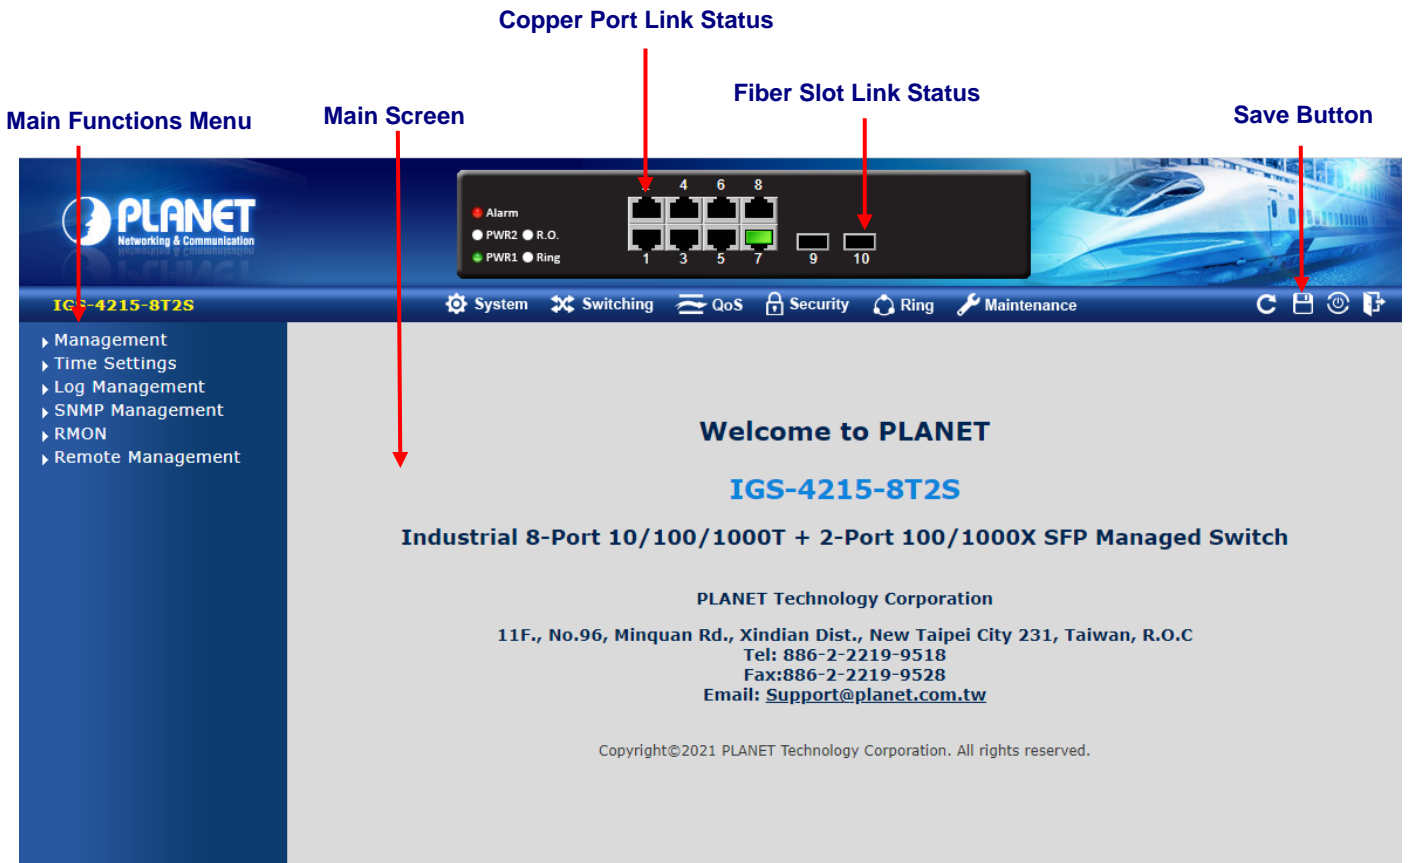 Copper Port Link Status
Fiber Slot Link Status
Main Functions Menu
Main Screen
Save Button
PLANET
Networking & Communication
4 6 8
Alarm
PWR2 R.O.
PWR1 Ring
1 3 5 7 9 10
IGS-4215-8T2S
System Switching QoS Security Ring Maintenance
Management
Time Settings
Log Management
SNMP Management
RMON
Remote Management
Welcome to PLANET
IGS-4215-8T2S
Industrial 8-Port 10/100/1000T + 2-Port 100/1000X SFP Managed Switch
PLANET Technology Corporation
11F., No.96, Minquan Rd., Xindian Dist., New Taipei City 231, Taiwan, R.O.C
Tel: 886-2-2219-9518
Fax:886-2-2219-9528
Email: Support@planet.com.tw
Copyright©2021 PLANET Technology Corporation. All rights reserved.